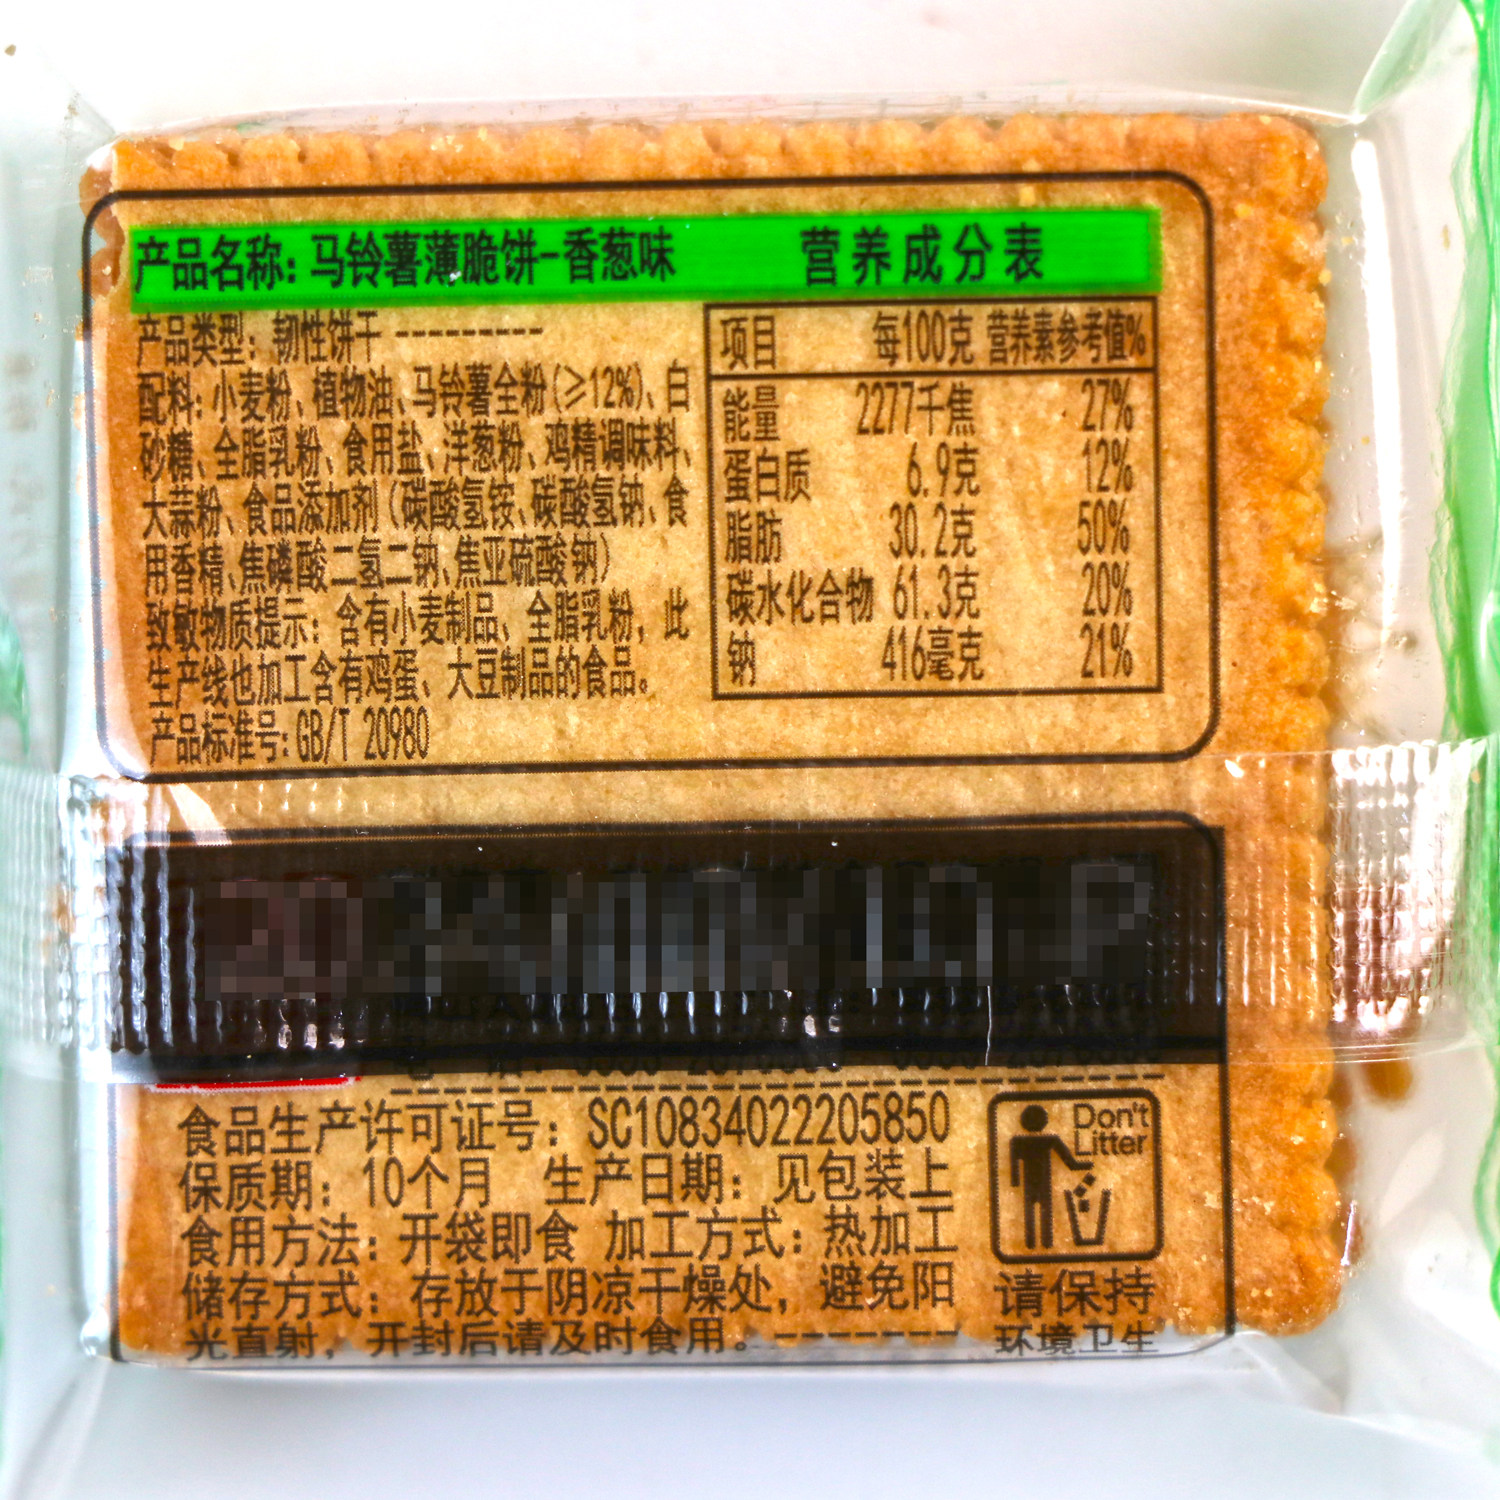 产品名称: 马铃薯薄脆饼-香葱味
产品类型: 韧性饼干 ---------
配料: 小麦粉、植物油、马铃薯全粉(≥12%)、白
砂糖、全脂乳粉、食用盐、洋葱粉、鸡精调味料、
大蒜粉、食品添加剂(碳酸氢铵、碳酸氢钠、食
用香精、焦磷酸二氢二钠、焦亚硫酸钠)
致敏物质提示: 含有小麦制品、全脂乳粉, 此
生产线也加工含有鸡蛋、大豆制品的食品。
产品标准号: GB/T 20980
营养成分表
项目 每100克 营养素参考值%
能量 2277千焦 27%
蛋白质 6.9克 12%
脂肪 30.2克 50%
碳水化合物 61.3克 20%
钠 416毫克 21%
食品生产许可证号: SC10834022205850
保质期: 10个月 生产日期: 见包装上
食用方法: 开袋即食 加工方式: 热加工
储存方式: 存放于阴凉干燥处, 避免阳
光直射, 开封后请及时食用。-------
Don't
Litter
请保持
环境卫生